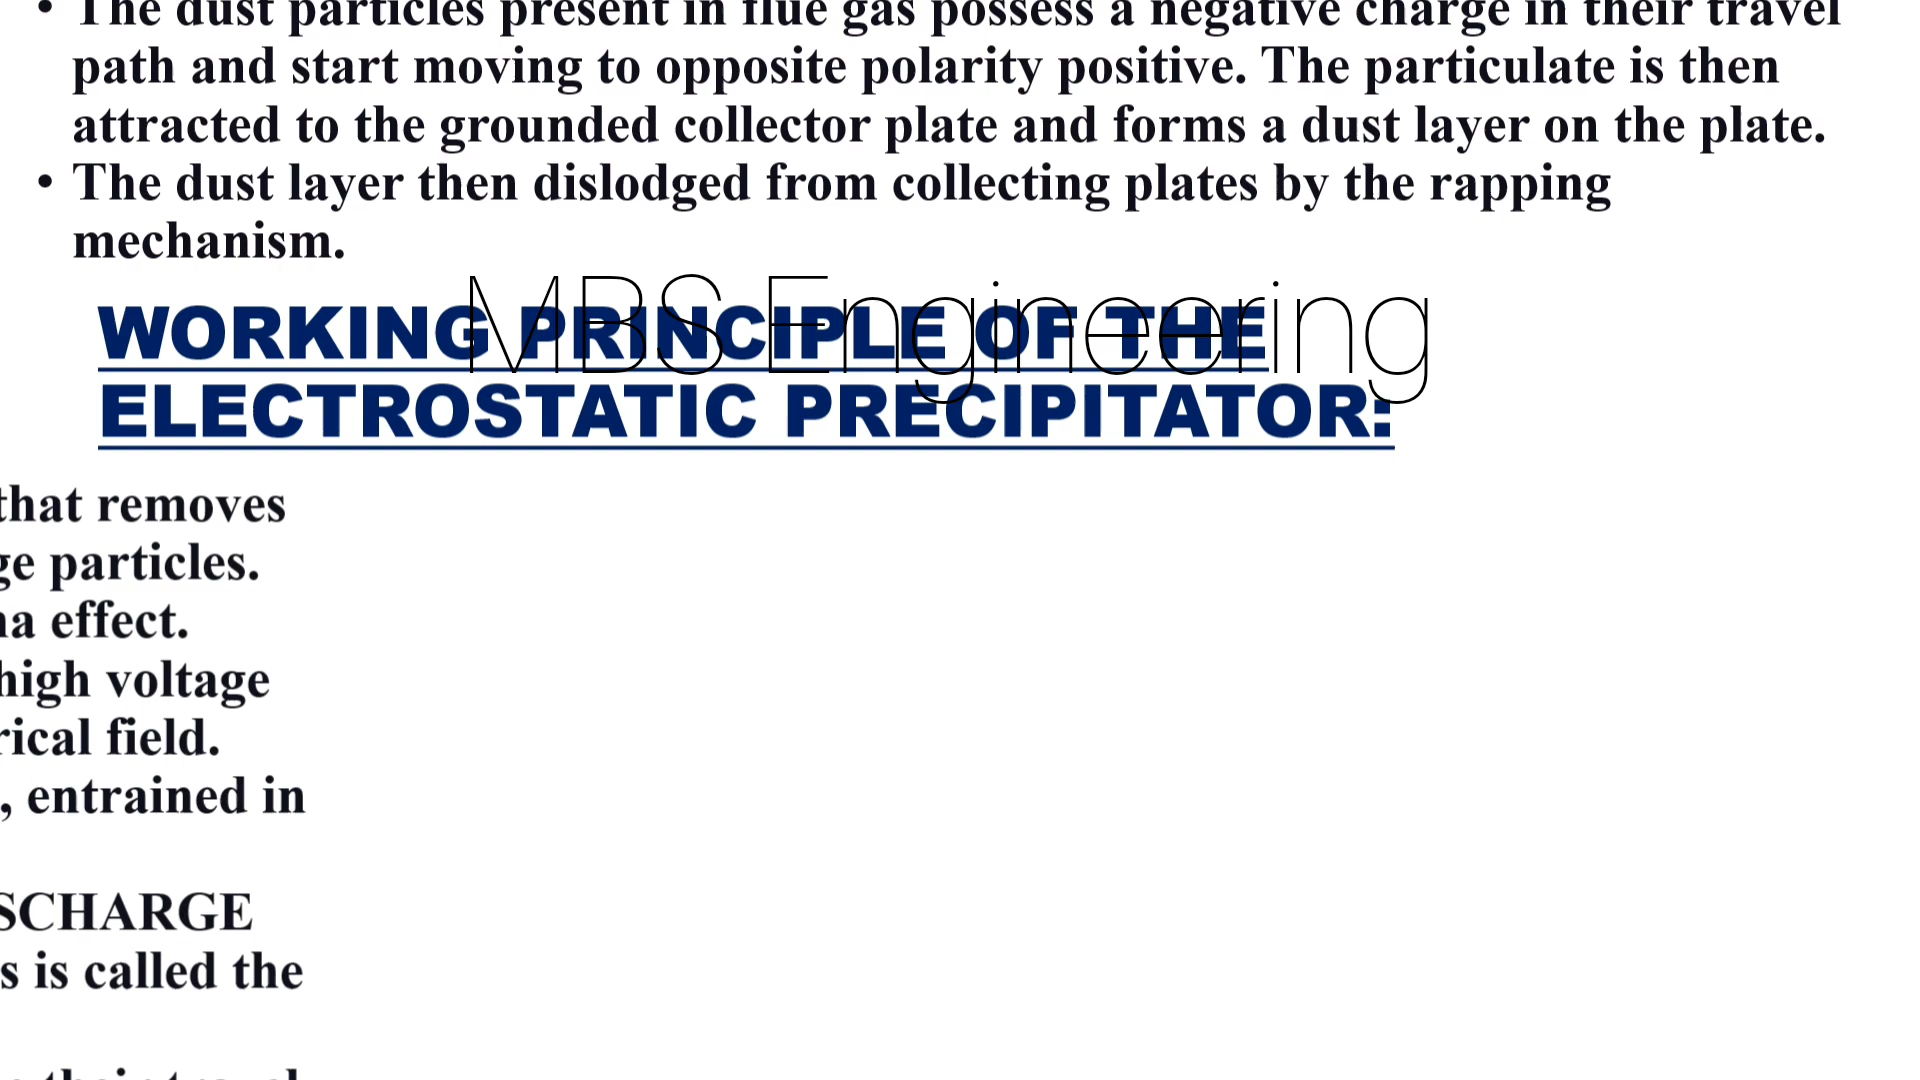 • The dust particles present in flue gas possess a negative charge in their travel
path and start moving to opposite polarity positive. The particulate is then
attracted to the grounded collector plate and forms a dust layer on the plate.
• The dust layer then dislodged from collecting plates by the rapping
mechanism.
MBS Engineering
WORKING PRINCIPLE OF THE
ELECTROSTATIC PRECIPITATOR:
that removes
ge particles.
na effect.
high voltage
rical field.
, entrained in
SCHARGE
s is called the
their travel